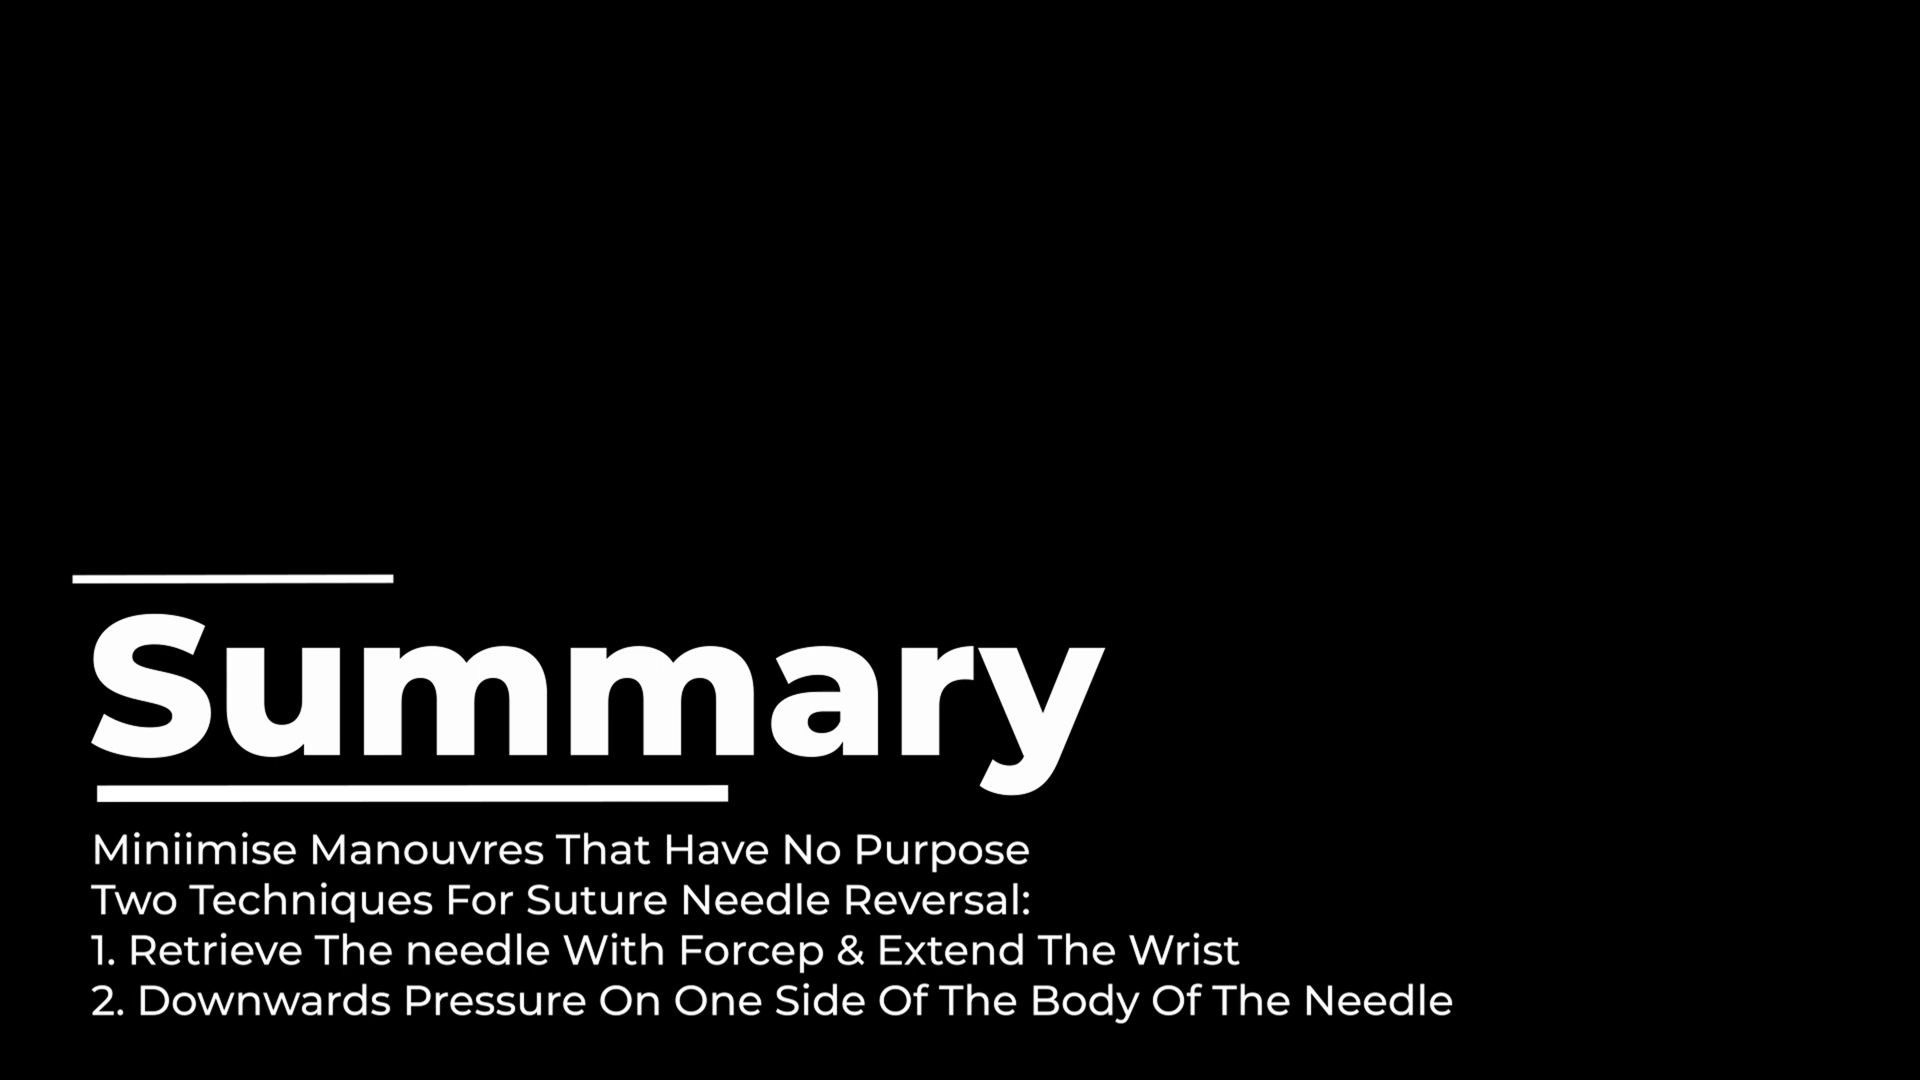 Summary
Miniimise Manouvres That Have No Purpose
Two Techniques For Suture Needle Reversal:
1. Retrieve The needle With Forcep & Extend The Wrist
2. Downwards Pressure On One Side Of The Body Of The Needle